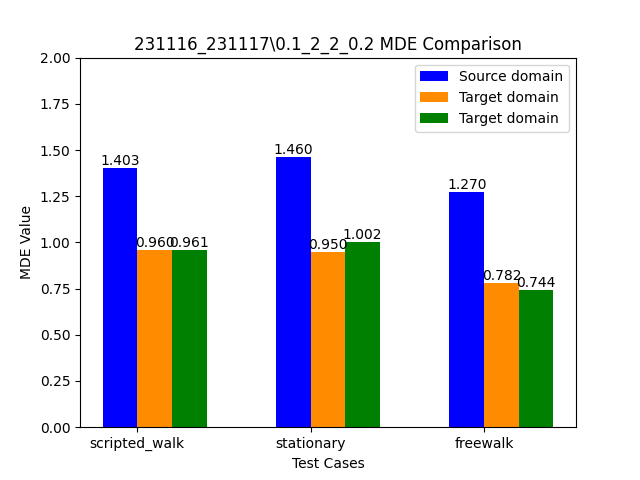 231116_231117\0.1_2_2_0.2 MDE Comparison
Source domain
Target domain
Target domain
MDE Value
2.00
1.75
1.50
1.25
1.00
0.75
0.50
0.25
0.00
1.403
0.960
0.961
1.460
0.950
1.002
1.270
0.782
0.744
scripted_walk
stationary
freewalk
Test Cases